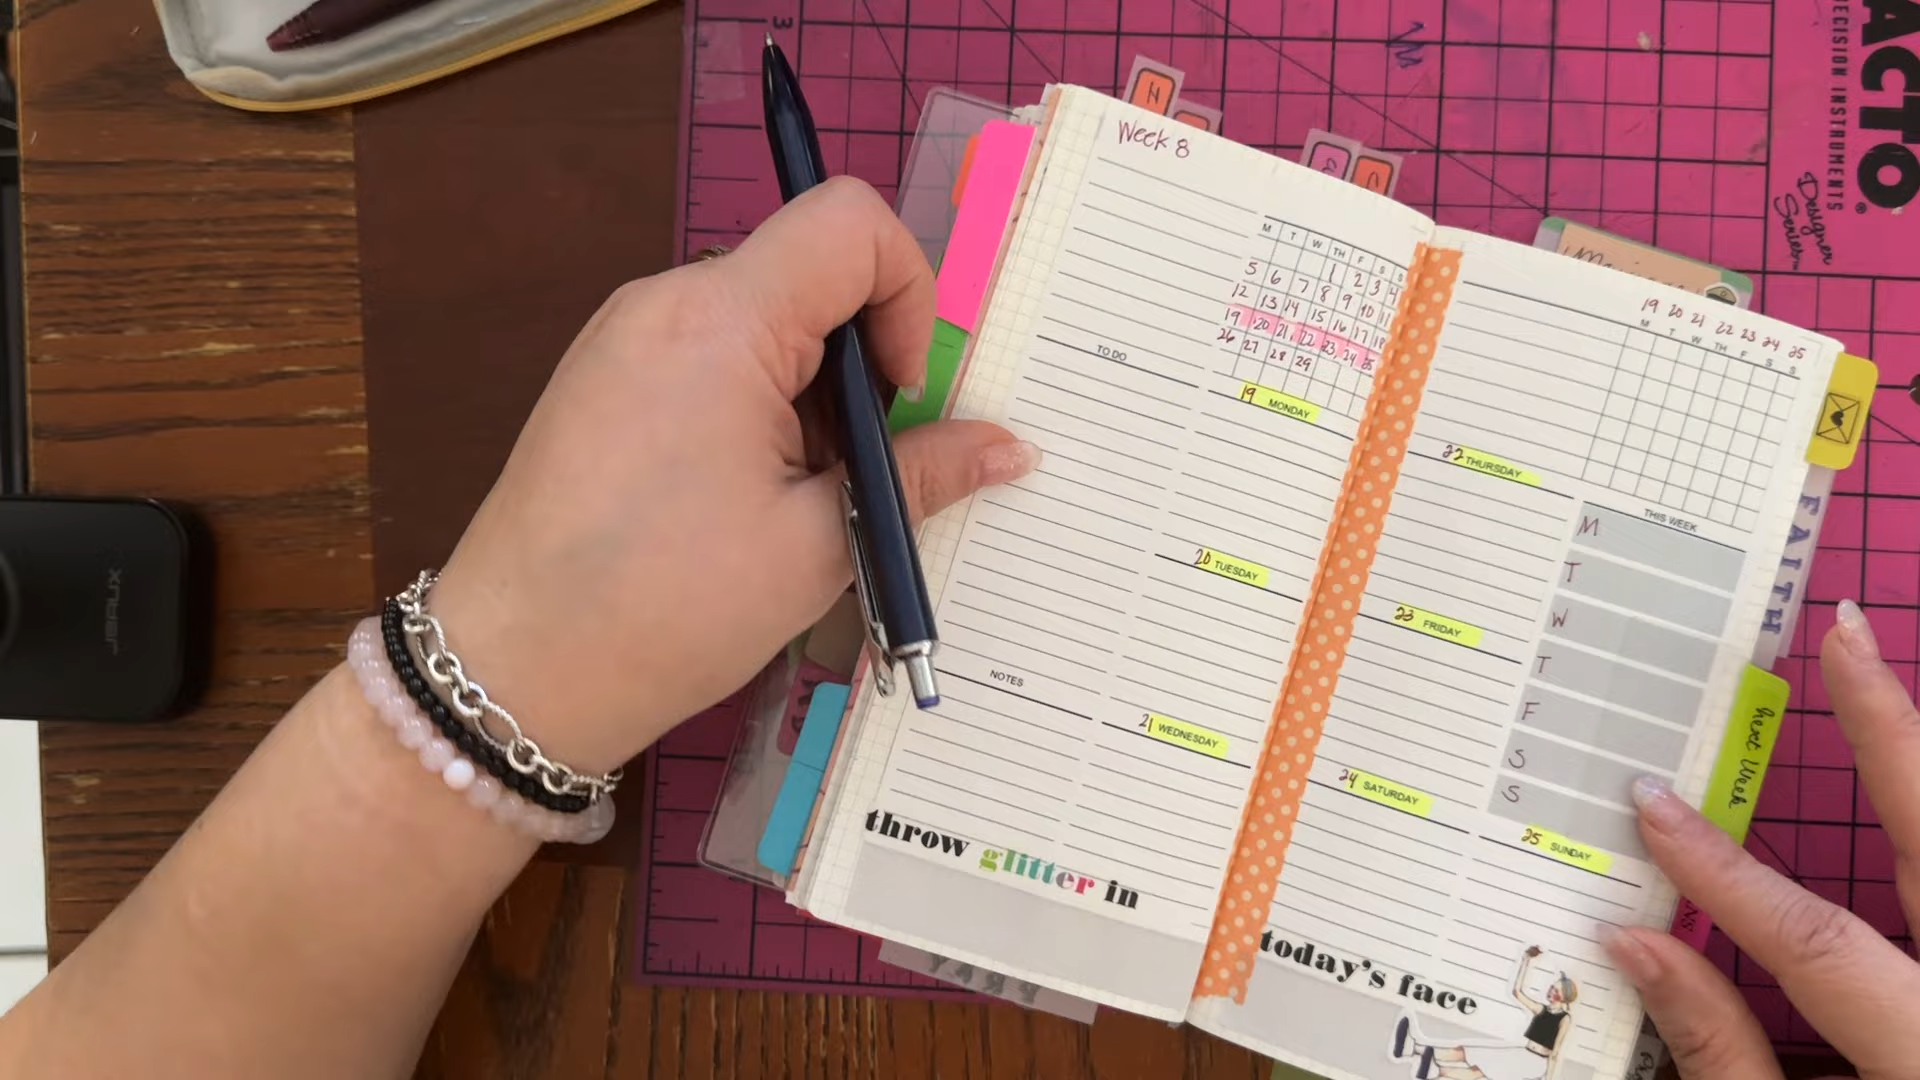 Week 8
M T W TH F S S
1 2 3 4
5 6 7 8 9 10 11
12 13 14 15 16 17 18
19 20 21 22 23 24 25
26 27 28 29
TO DO
19 MONDAY
20 TUESDAY
NOTES
21 WEDNESDAY
throw glitter in
19 20 21 22 23 24 25
M T W TH F S S
22 THURSDAY
THIS WEEK
M
T
W
T
F
S
S
23 FRIDAY
24 SATURDAY
25 SUNDAY
today's face
FAITH
Next Week
ACTO
DECISION INSTRUMENTS
Designer Series
JSAUX
3
H